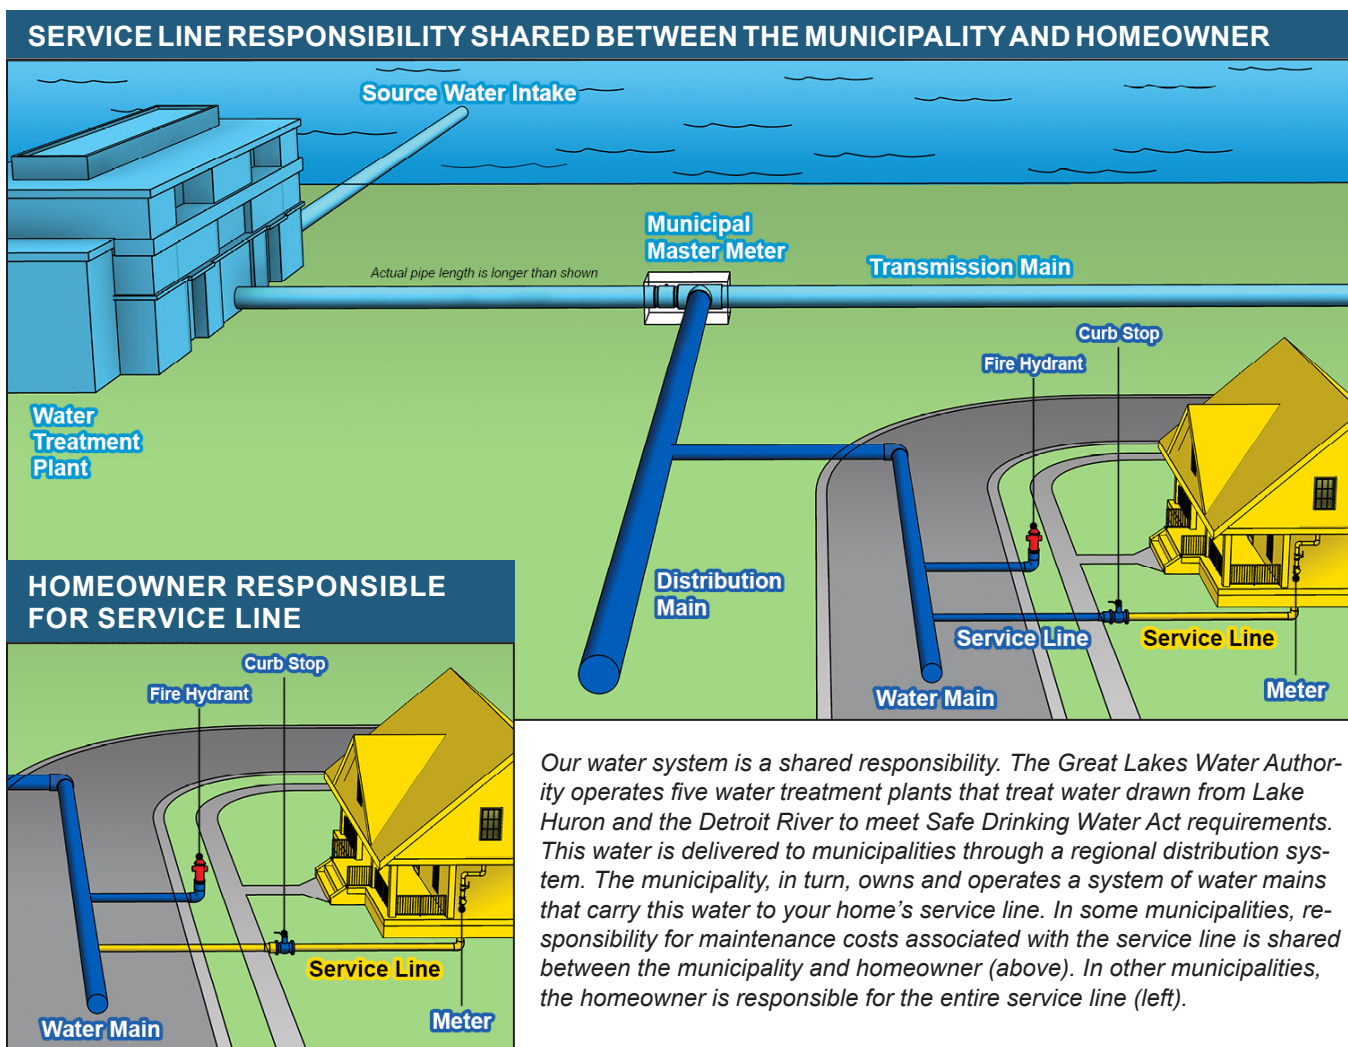 SERVICE LINE RESPONSIBILITY SHARED BETWEEN THE MUNICIPALITY AND HOMEOWNER
Source Water Intake
Municipal
Master Meter
Transmission Main
Actual pipe length is longer than shown
Curb Stop
Fire Hydrant
Water
Treatment
Plant
Distribution
Main
Service Line
Service Line
Water Main
Meter
HOMEOWNER RESPONSIBLE
FOR SERVICE LINE
Curb Stop
Fire Hydrant
Service Line
Water Main
Meter
Our water system is a shared responsibility. The Great Lakes Water Author-
ity operates five water treatment plants that treat water drawn from Lake
Huron and the Detroit River to meet Safe Drinking Water Act requirements.
This water is delivered to municipalities through a regional distribution sys-
tem. The municipality, in turn, owns and operates a system of water mains
that carry this water to your home's service line. In some municipalities, re-
sponsibility for maintenance costs associated with the service line is shared
between the municipality and homeowner (above). In other municipalities,
the homeowner is responsible for the entire service line (left).